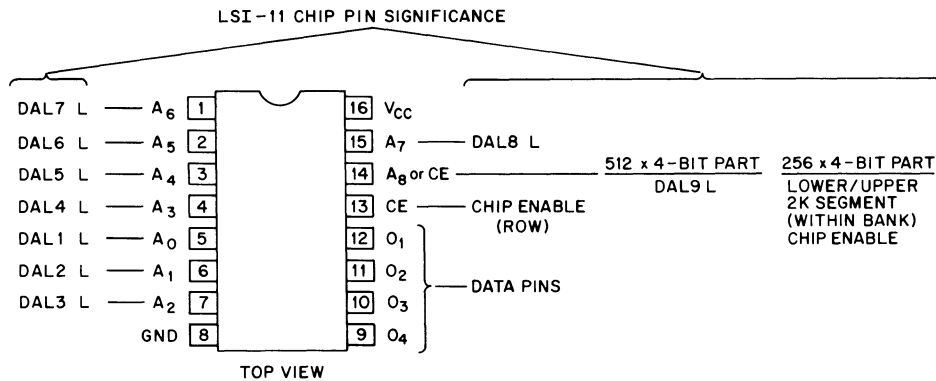 LSI-11 CHIP PIN SIGNIFICANCE
DAL7 L A6 1 16 VCC
DAL6 L A5 2 15 A7 DAL8 L
DAL5 L A4 3 14 A8 or CE 512 x 4-BIT PART 256 x 4-BIT PART
DAL9 L LOWER/UPPER
DAL4 L A3 4 13 CE CHIP ENABLE 2K SEGMENT
(ROW) (WITHIN BANK)
DAL1 L A0 5 12 O1 CHIP ENABLE
DAL2 L A1 6 11 O2 DATA PINS
DAL3 L A2 7 10 O3
GND 8 9 O4
TOP VIEW